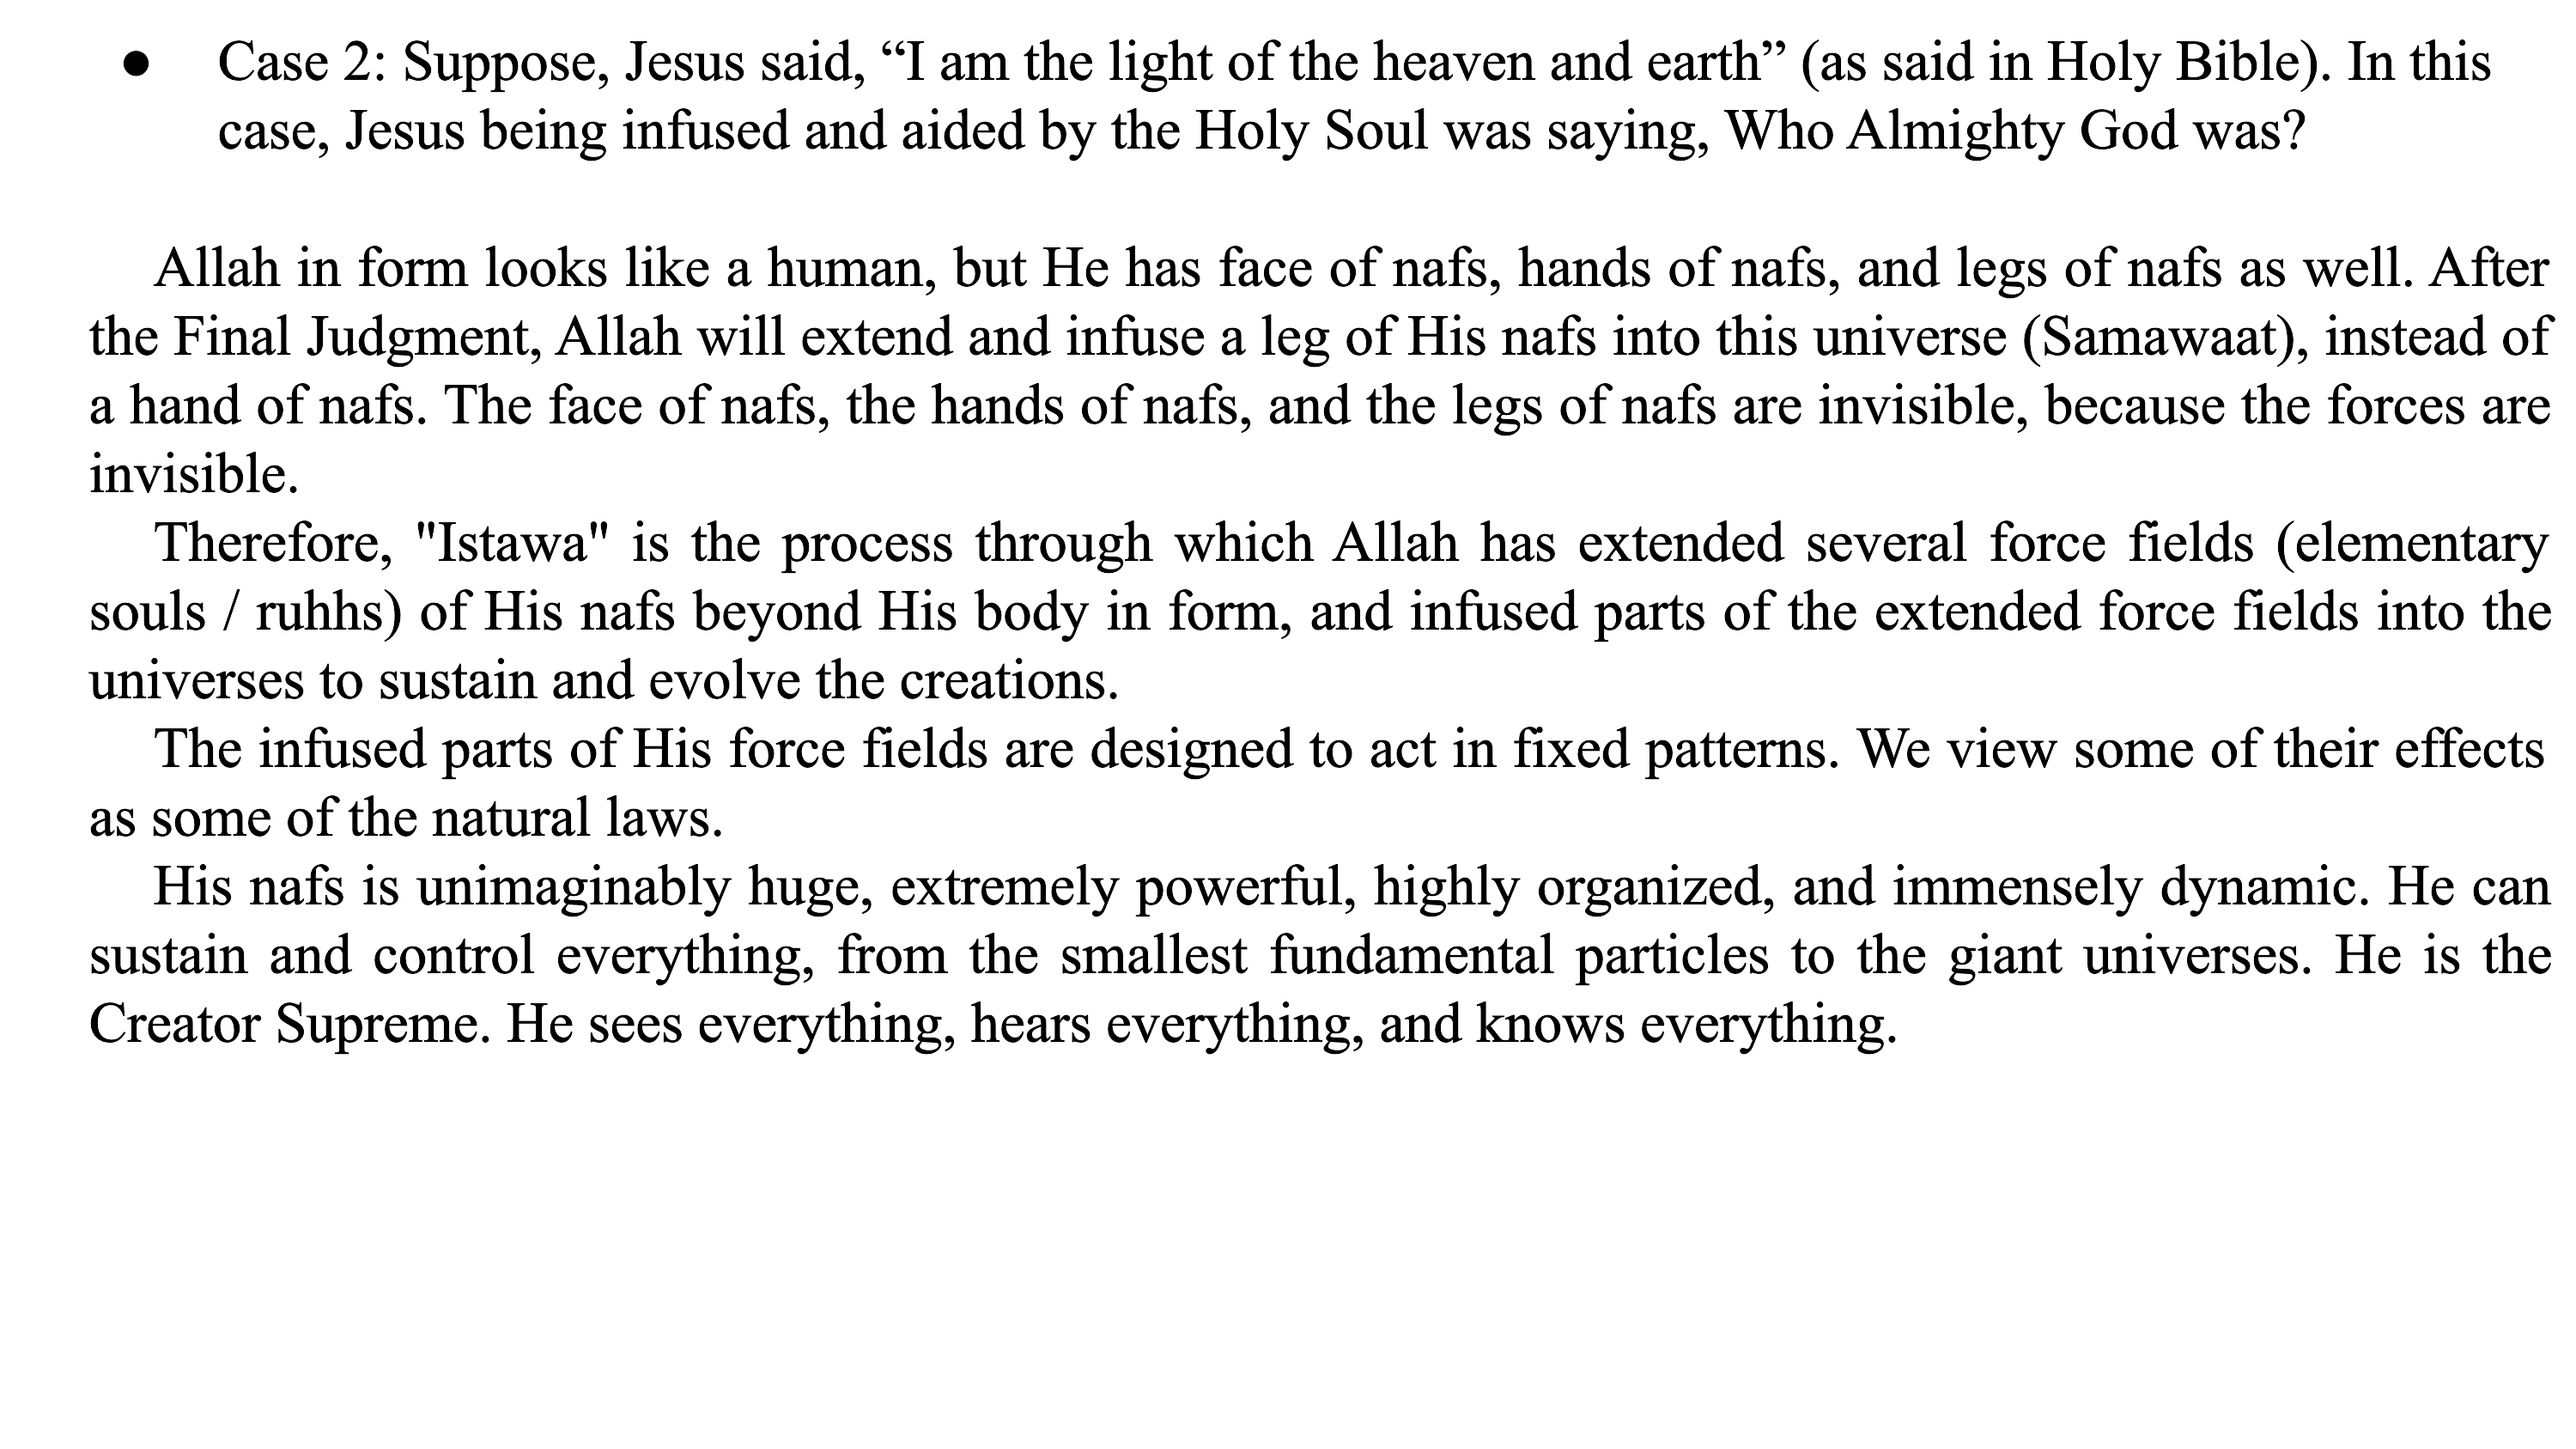 ● Case 2: Suppose, Jesus said, “I am the light of the heaven and earth” (as said in Holy Bible). In this
case, Jesus being infused and aided by the Holy Soul was saying, Who Almighty God was?
Allah in form looks like a human, but He has face of nafs, hands of nafs, and legs of nafs as well. After
the Final Judgment, Allah will extend and infuse a leg of His nafs into this universe (Samawaat), instead of
a hand of nafs. The face of nafs, the hands of nafs, and the legs of nafs are invisible, because the forces are
invisible.
Therefore, "Istawa" is the process through which Allah has extended several force fields (elementary
souls / ruhhs) of His nafs beyond His body in form, and infused parts of the extended force fields into the
universes to sustain and evolve the creations.
The infused parts of His force fields are designed to act in fixed patterns. We view some of their effects
as some of the natural laws.
His nafs is unimaginably huge, extremely powerful, highly organized, and immensely dynamic. He can
sustain and control everything, from the smallest fundamental particles to the giant universes. He is the
Creator Supreme. He sees everything, hears everything, and knows everything.